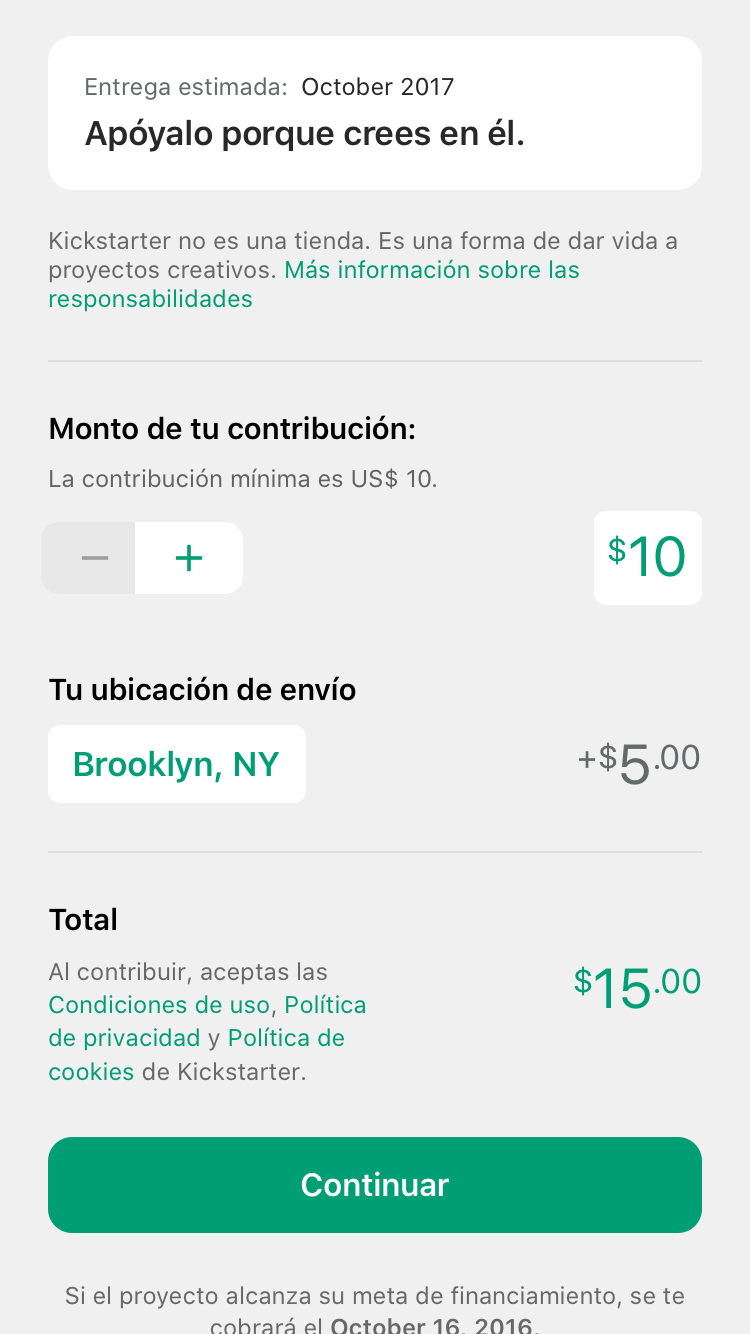 Entrega estimada: October 2017
Apóyalo porque crees en él.
Kickstarter no es una tienda. Es una forma de dar vida a
proyectos creativos. Más información sobre las
responsabilidades
Monto de tu contribución:
La contribución mínima es US$ 10.
− +
$10
Tu ubicación de envío
Brooklyn, NY
+$5.00
Total
Al contribuir, aceptas las
Condiciones de uso, Política
de privacidad y Política de
cookies de Kickstarter.
$15.00
Continuar
Si el proyecto alcanza su meta de financiamiento, se te
cobrará el October 16, 2016.